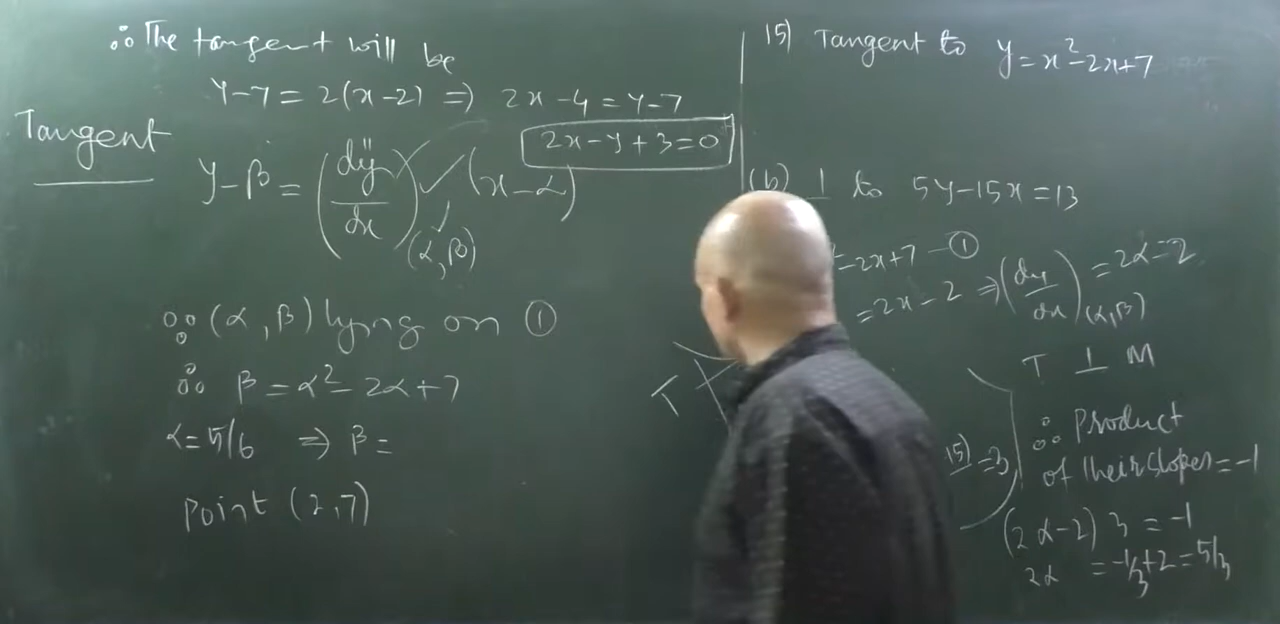 ∴ The tangent will be
Y-7 = 2(x-2) ⇒ 2x-4 = Y-7
2x-y+3=0
Tangent
y-β = (dy/dx)(α,β) (x-α)
∵ (α,β) lying on ①
∴ β = α²-2α+7
α=5/6 ⇒ β=
Point (2,7)
15) Tangent to y=x²-2x+7
(b) ⊥ to 5y-15x=13
-2x+7 — ①
=2x-2 ⇒ (dy/dx)(α,β) = 2α-2
T ⊥ M
T
15) =3
∴ Product
of their slopes = -1
(2α-2) 3 = -1
2α = -1/3+2 = 5/3